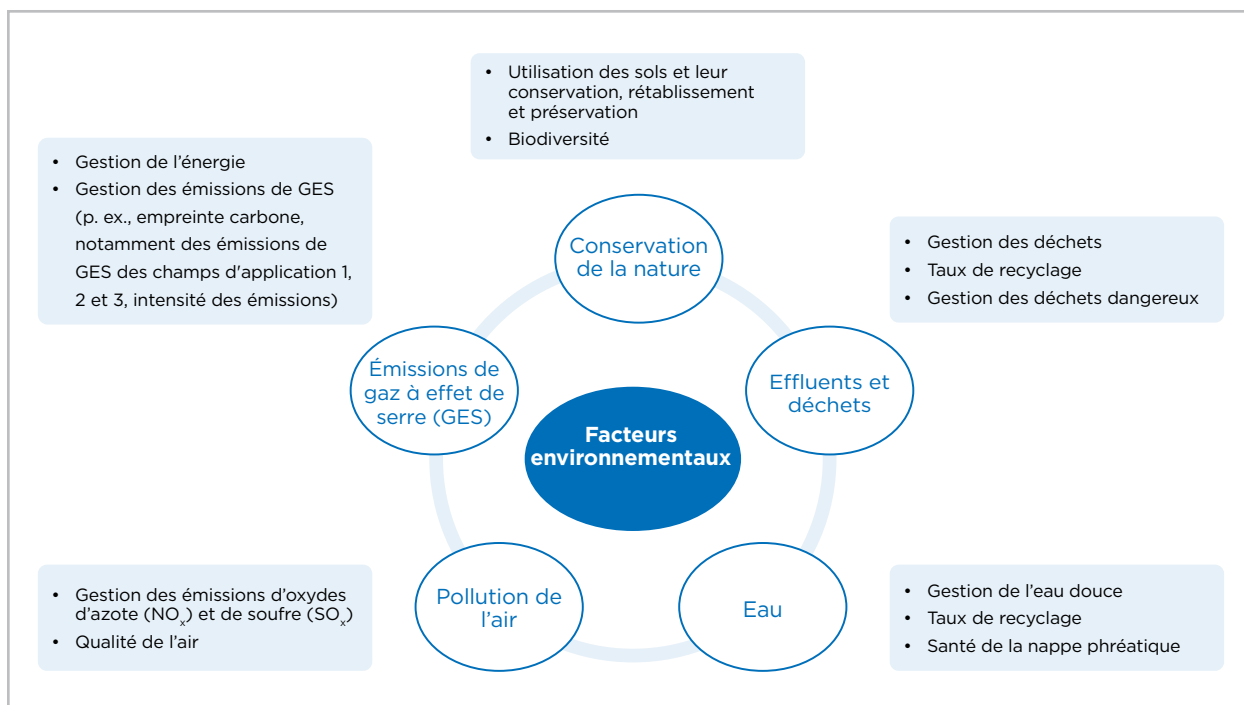 • Utilisation des sols et leur
conservation, rétablissement
et préservation
• Biodiversité
• Gestion de l’énergie
• Gestion des émissions de GES
(p. ex., empreinte carbone,
notamment des émissions de
GES des champs d'application 1,
2 et 3, intensité des émissions)
Conservation
de la nature
• Gestion des déchets
• Taux de recyclage
• Gestion des déchets dangereux
Émissions de
gaz à effet de
serre (GES)
Effluents et
déchets
Facteurs
environnementaux
• Gestion des émissions d’oxydes
d’azote (NOx) et de soufre (SOx)
• Qualité de l’air
Pollution de
l’air
Eau
• Gestion de l’eau douce
• Taux de recyclage
• Santé de la nappe phréatique